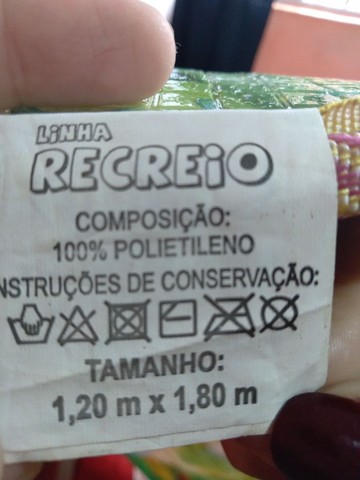 LiNHA
RECREiO
COMPOSIÇÃO:
100% POLIETILENO
NSTRUÇÕES DE CONSERVAÇÃO:
TAMANHO:
1,20 m x 1,80 m